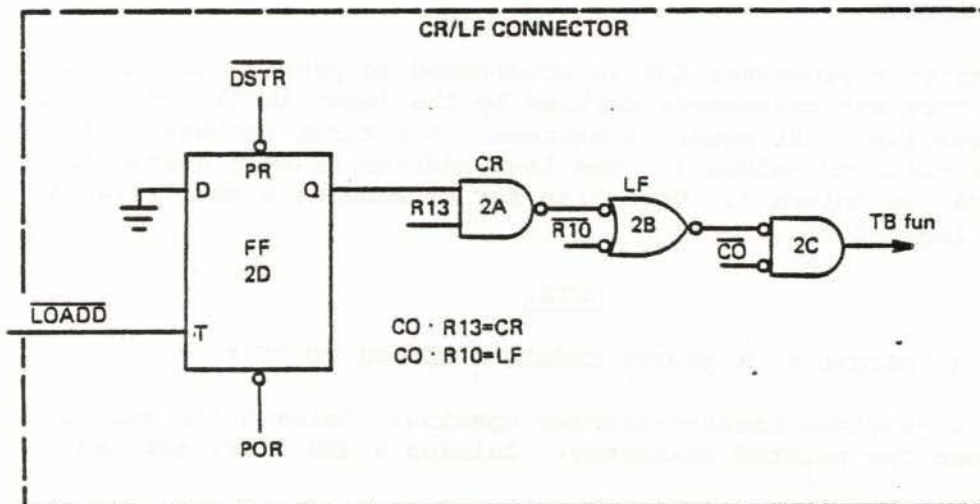 CR/LF CONNECTOR
DSTR
PR
D
Q
FF
2D
T
LOADD
POR
CR
R13
2A
LF
R10
2B
CO
2C
TB fun
CO · R13=CR
CO · R10=LF